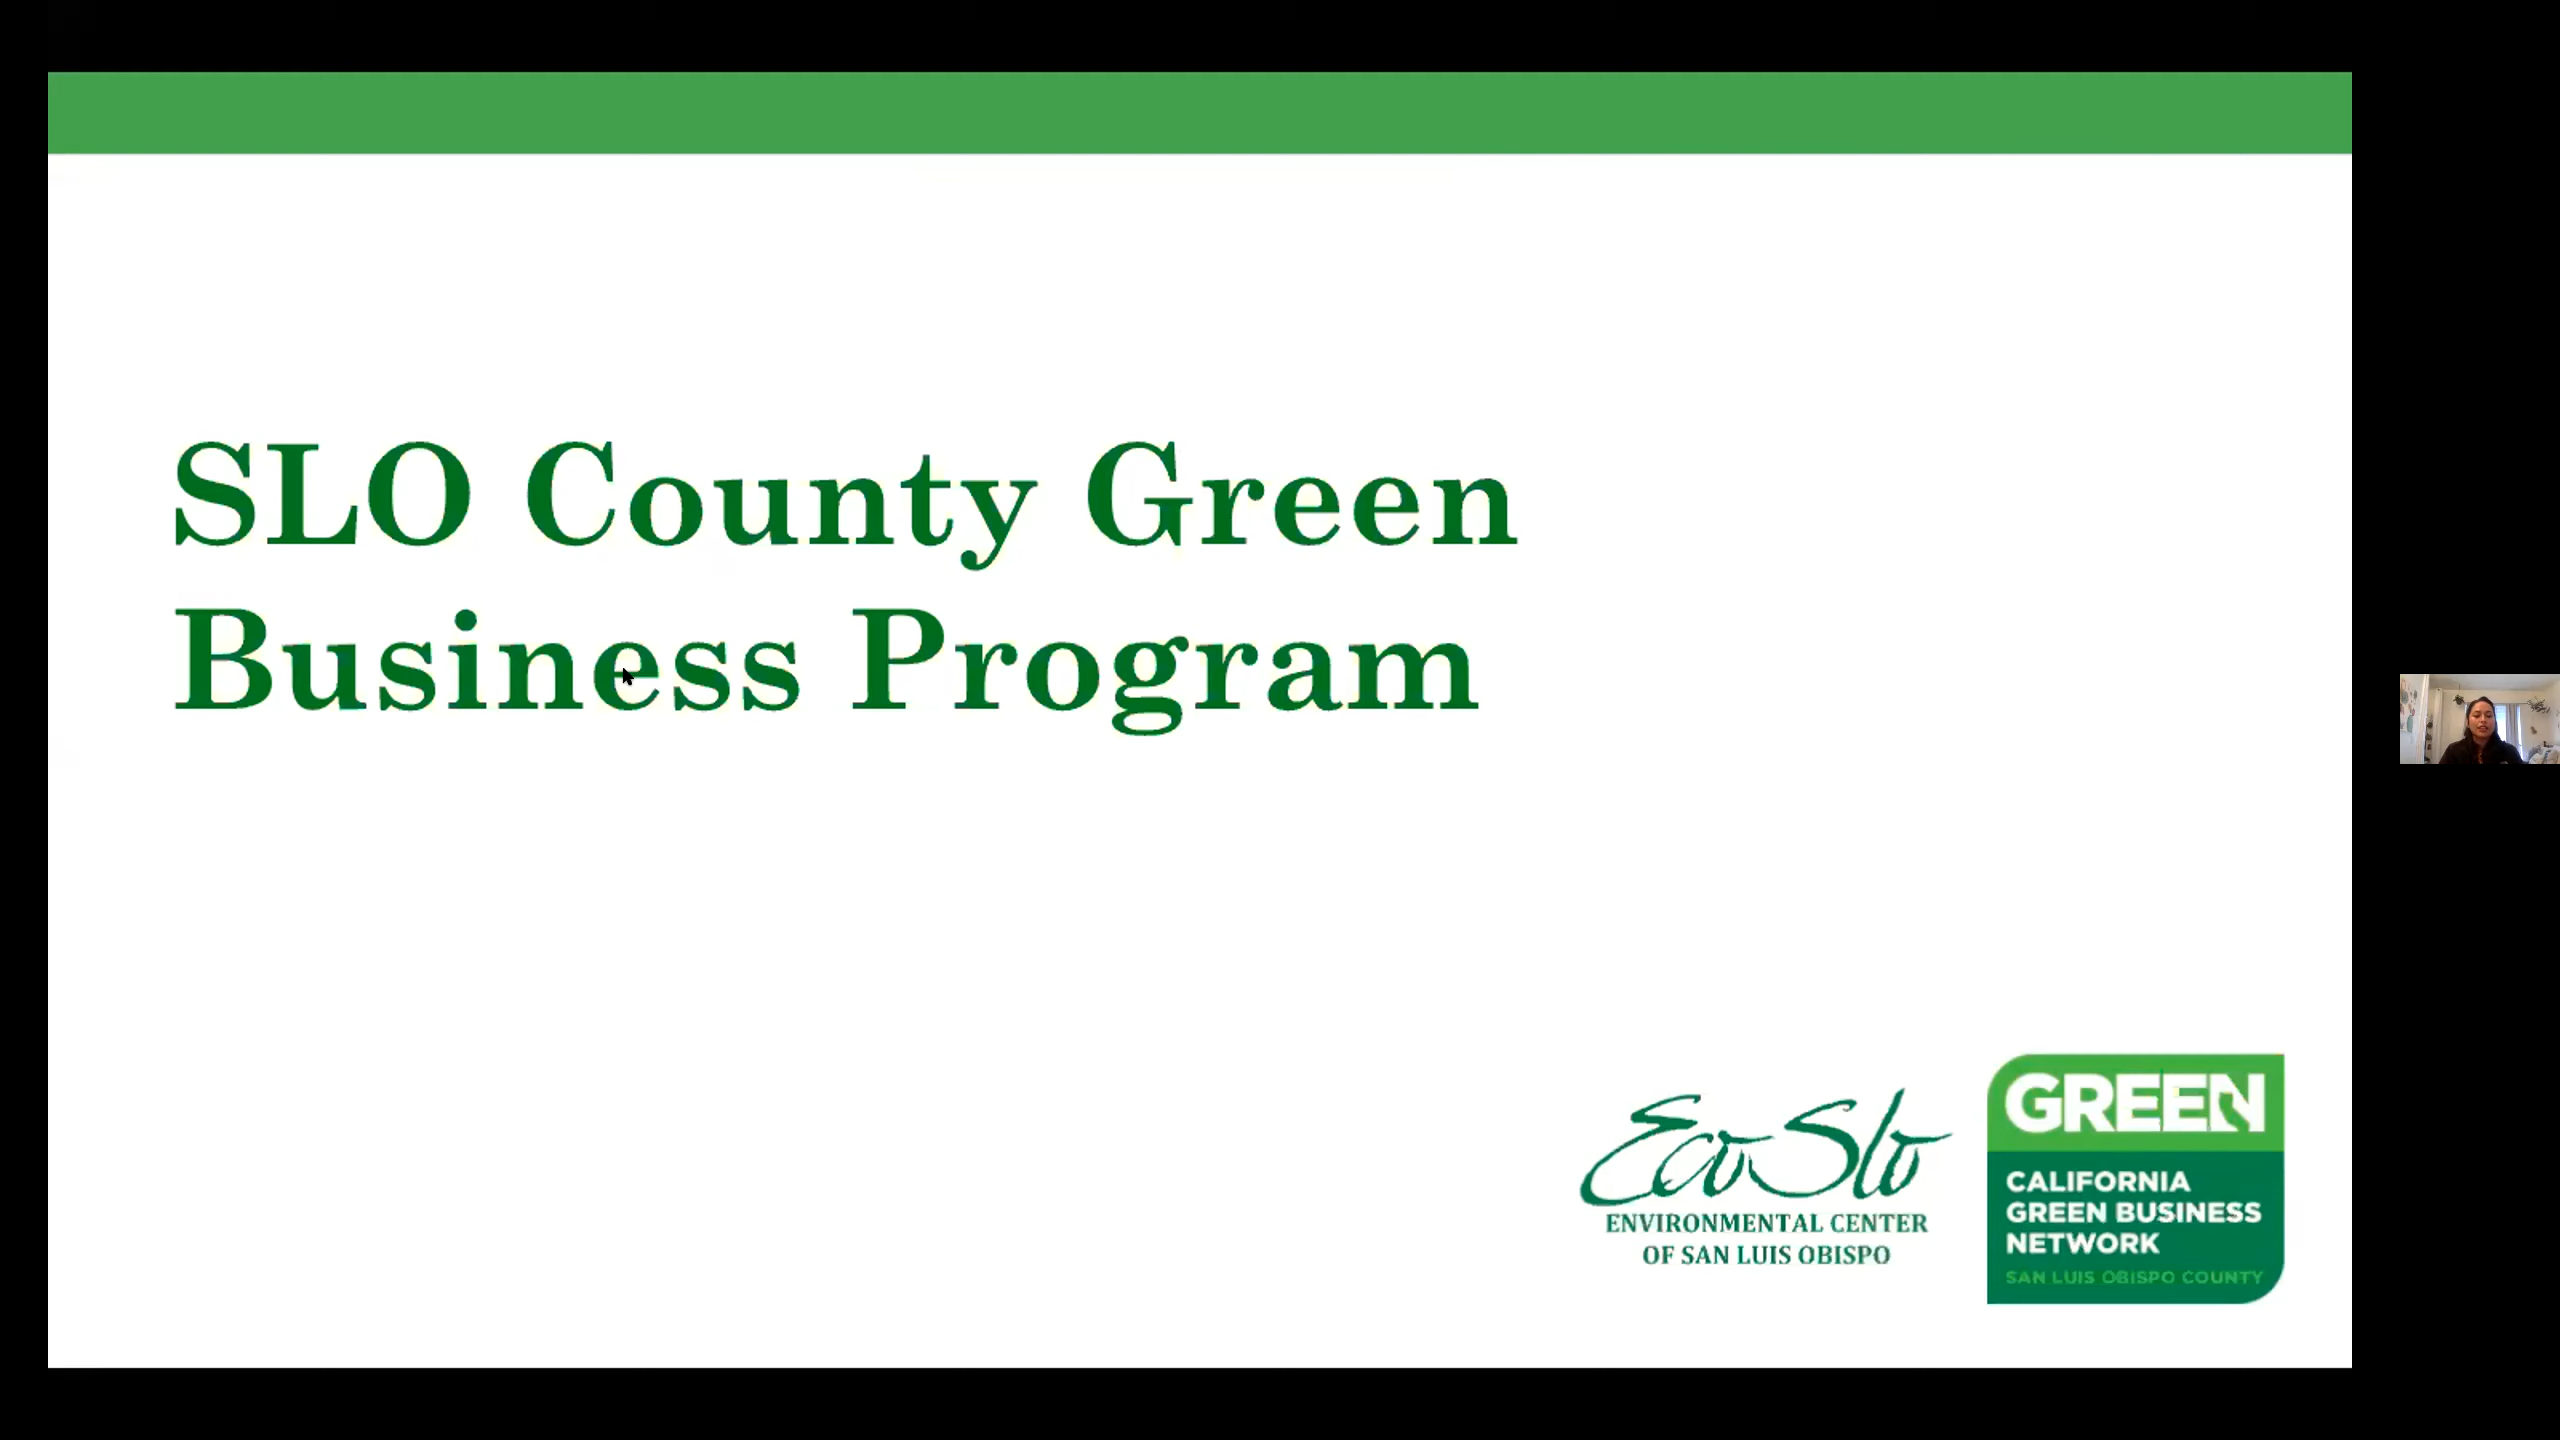 SLO County Green
Business Program
EcoSlo
ENVIRONMENTAL CENTER
OF SAN LUIS OBISPO
GREEN
CALIFORNIA
GREEN BUSINESS
NETWORK
SAN LUIS OBISPO COUNTY